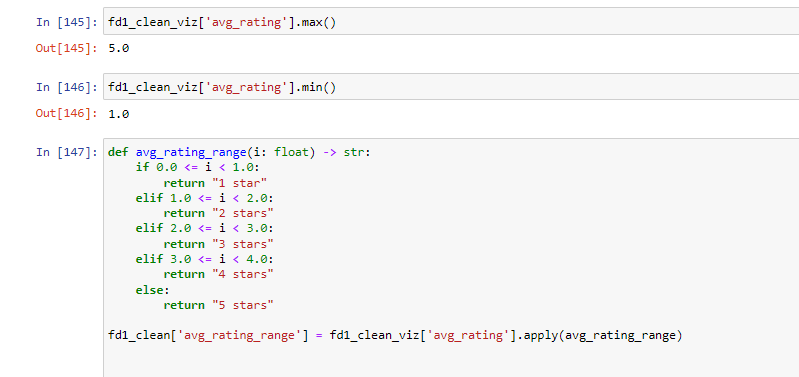 In [145]: fd1_clean_viz['avg_rating'].max()
Out[145]: 5.0
In [146]: fd1_clean_viz['avg_rating'].min()
Out[146]: 1.0
In [147]: def avg_rating_range(i: float) -> str:
    if 0.0 <= i < 1.0:
        return "1 star"
    elif 1.0 <= i < 2.0:
        return "2 stars"
    elif 2.0 <= i < 3.0:
        return "3 stars"
    elif 3.0 <= i < 4.0:
        return "4 stars"
    else:
        return "5 stars"
fd1_clean['avg_rating_range'] = fd1_clean_viz['avg_rating'].apply(avg_rating_range)